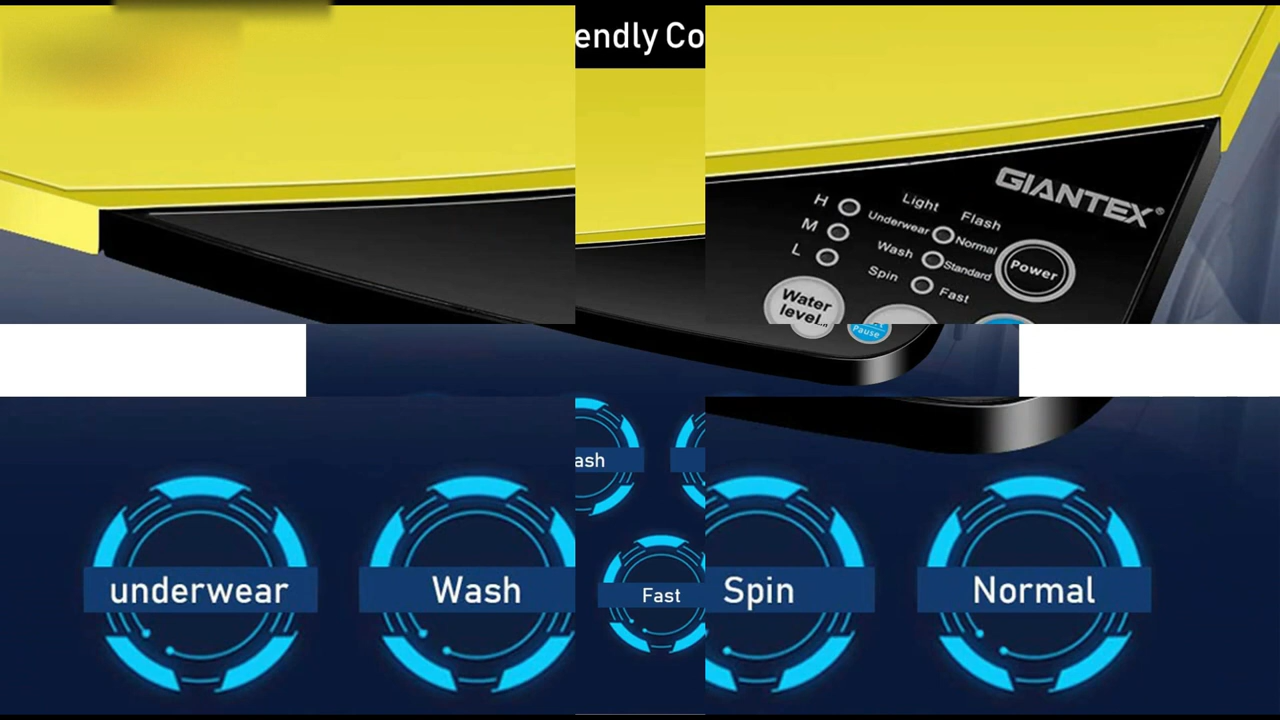 endly Co
GIANTEX®
H
Light
Flash
M
Underwear
Normal
L
Wash
Standard
Power
Spin
Fast
Water
level
Pause
ash
underwear
Wash
Fast
Spin
Normal